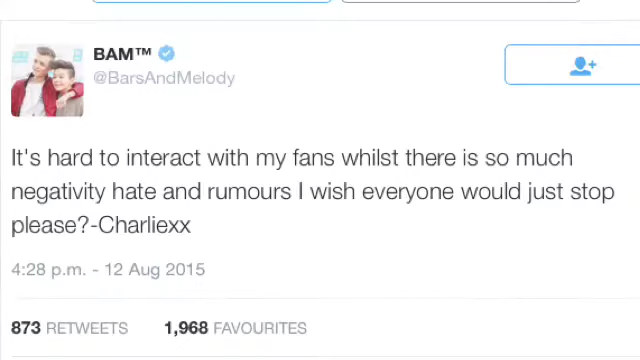 BAM™
@BarsAndMelody
It's hard to interact with my fans whilst there is so much
negativity hate and rumours I wish everyone would just stop
please?-Charliexx
4:28 p.m. - 12 Aug 2015
873 RETWEETS 1,968 FAVOURITES